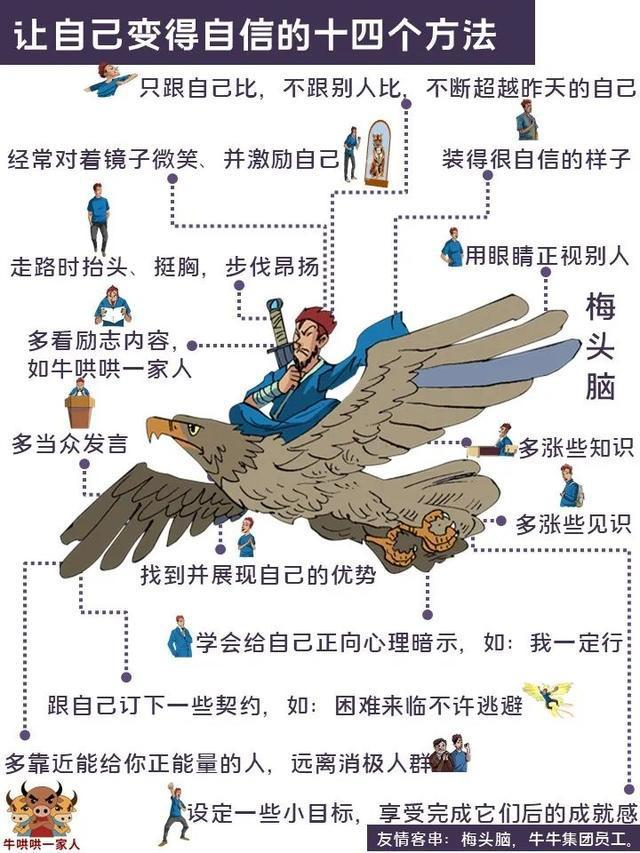 让自己变得自信的十四个方法
只跟自己比，不跟别人比，不断超越昨天的自己
经常对着镜子微笑、并激励自己
装得很自信的样子
走路时抬头、挺胸，步伐昂扬
用眼睛正视别人
梅头脑
多看励志内容，
如牛哄哄一家人
多当众发言
多涨些知识
多涨些见识
找到并展现自己的优势
学会给自己正向心理暗示，如：我一定行
跟自己订下一些契约，如：困难来临不许逃避
多靠近能给你正能量的人，远离消极人群
设定一些小目标，享受完成它们后的成就感
牛哄哄一家人
友情客串：梅头脑，牛牛集团员工。